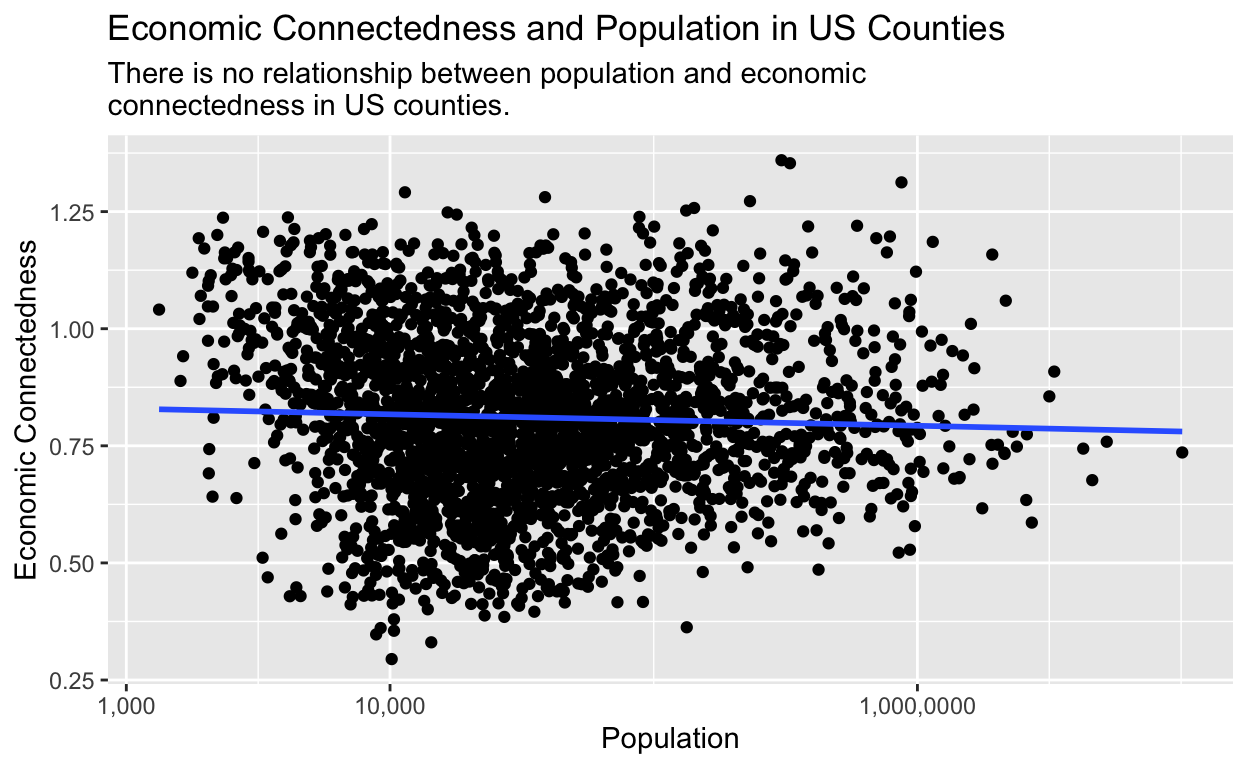 Economic Connectedness and Population in US Counties
There is no relationship between population and economic
connectedness in US counties.
Economic Connectedness
1.25
1.00
0.75
0.50
0.25
1,000
10,000
1,000,0000
Population